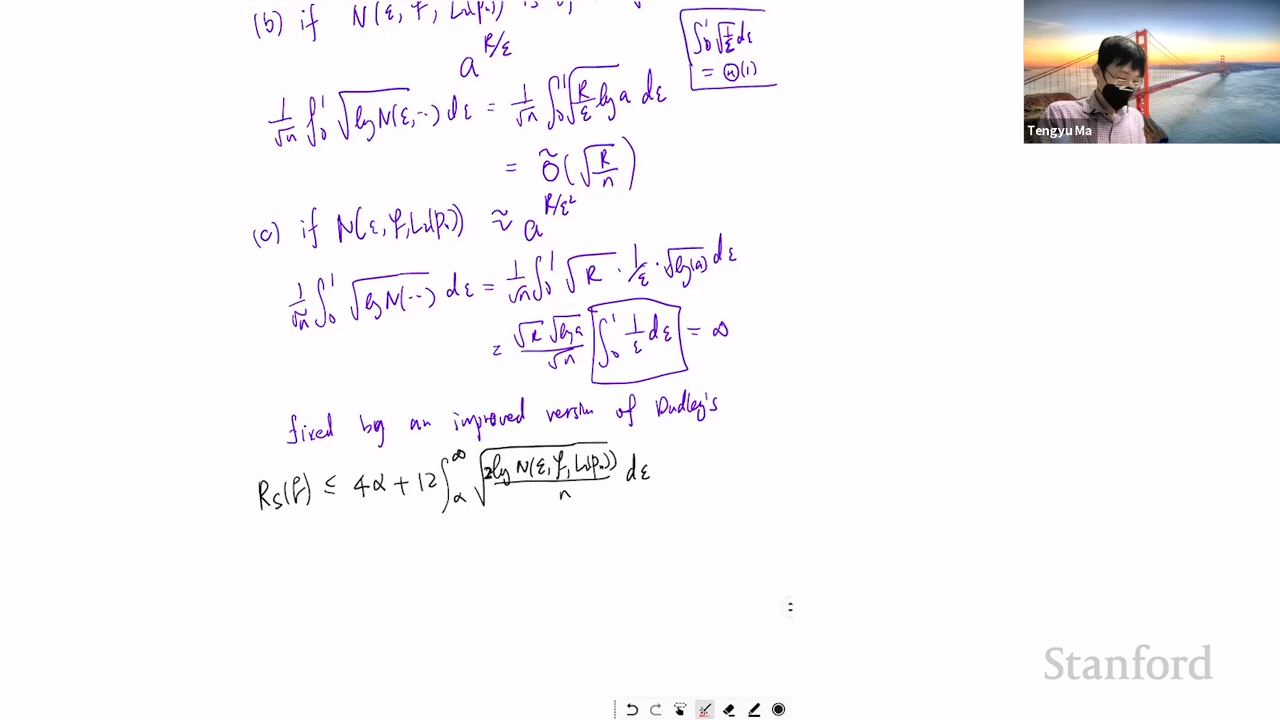 (b) if N(ε, F, L₂(Pₙ)) is
a^{R/ε}
∫₀¹ √(1/ε) dε
= Θ(1)
1/√n ∫₀¹ √(log N(ε, ··)) dε = 1/√n ∫₀¹ √(R/ε log a) dε
= Õ(√(R/n))
(c) if N(ε, F, L₂(Pₙ)) ≈ a^{R/ε²}
1/√n ∫₀¹ √(log N(···)) dε = 1/√n ∫₀¹ √R · 1/ε · √(log(a)) dε
= √R √(log a)/√n ∫₀¹ 1/ε dε = ∞
fixed by an improved version of Dudley's
R_S(F) ≤ 4α + 12 ∫_α^∞ √(2log N(ε, F, L₂(Pₙ))/n) dε
Tengyu Ma
Stanford